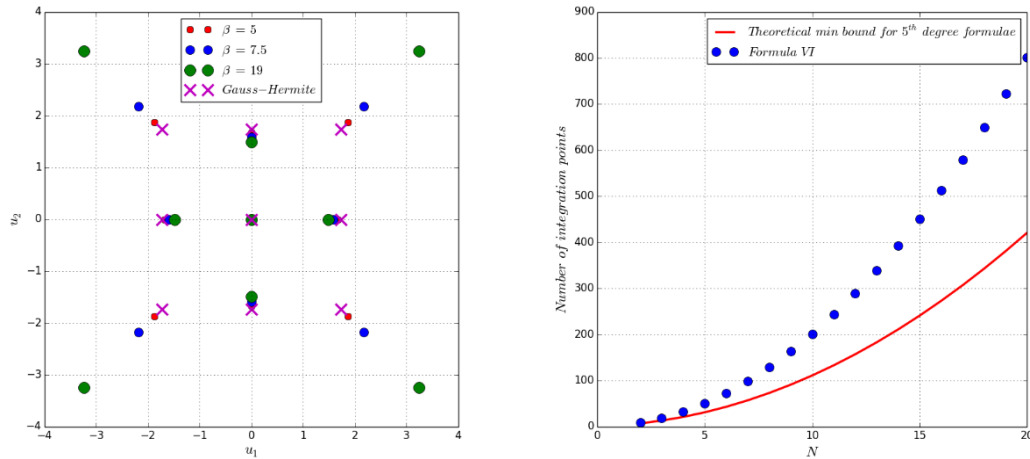 β = 5
β = 7.5
β = 19
Gauss−Hermite
4
3
2
1
0
−1
−2
−3
−4
u₂
−4 −3 −2 −1 0 1 2 3 4
u₁
Theoretical min bound for 5ᵗʰ degree formulae
Formula VI
900
800
700
600
500
400
300
200
100
0
Number of integration points
0 5 10 15 20
N